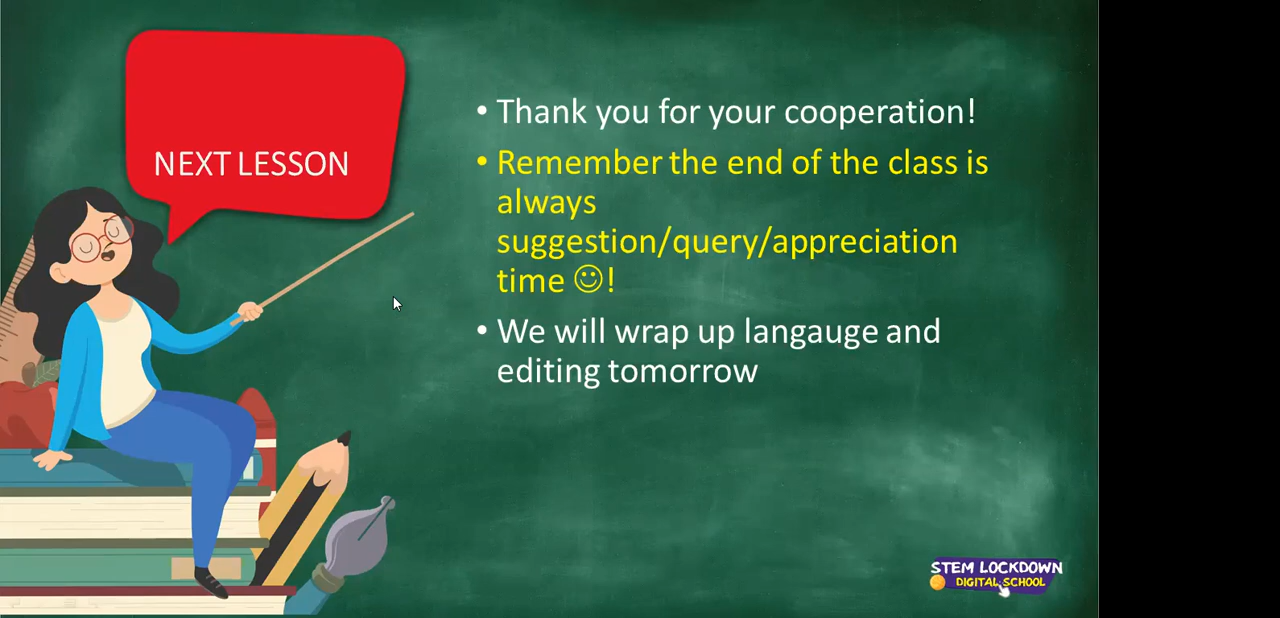 NEXT LESSON
• Thank you for your cooperation!
• Remember the end of the class is
always
suggestion/query/appreciation
time ☺!
• We will wrap up langauge and
editing tomorrow
STEM LOCKDOWN
DIGITAL SCHOOL